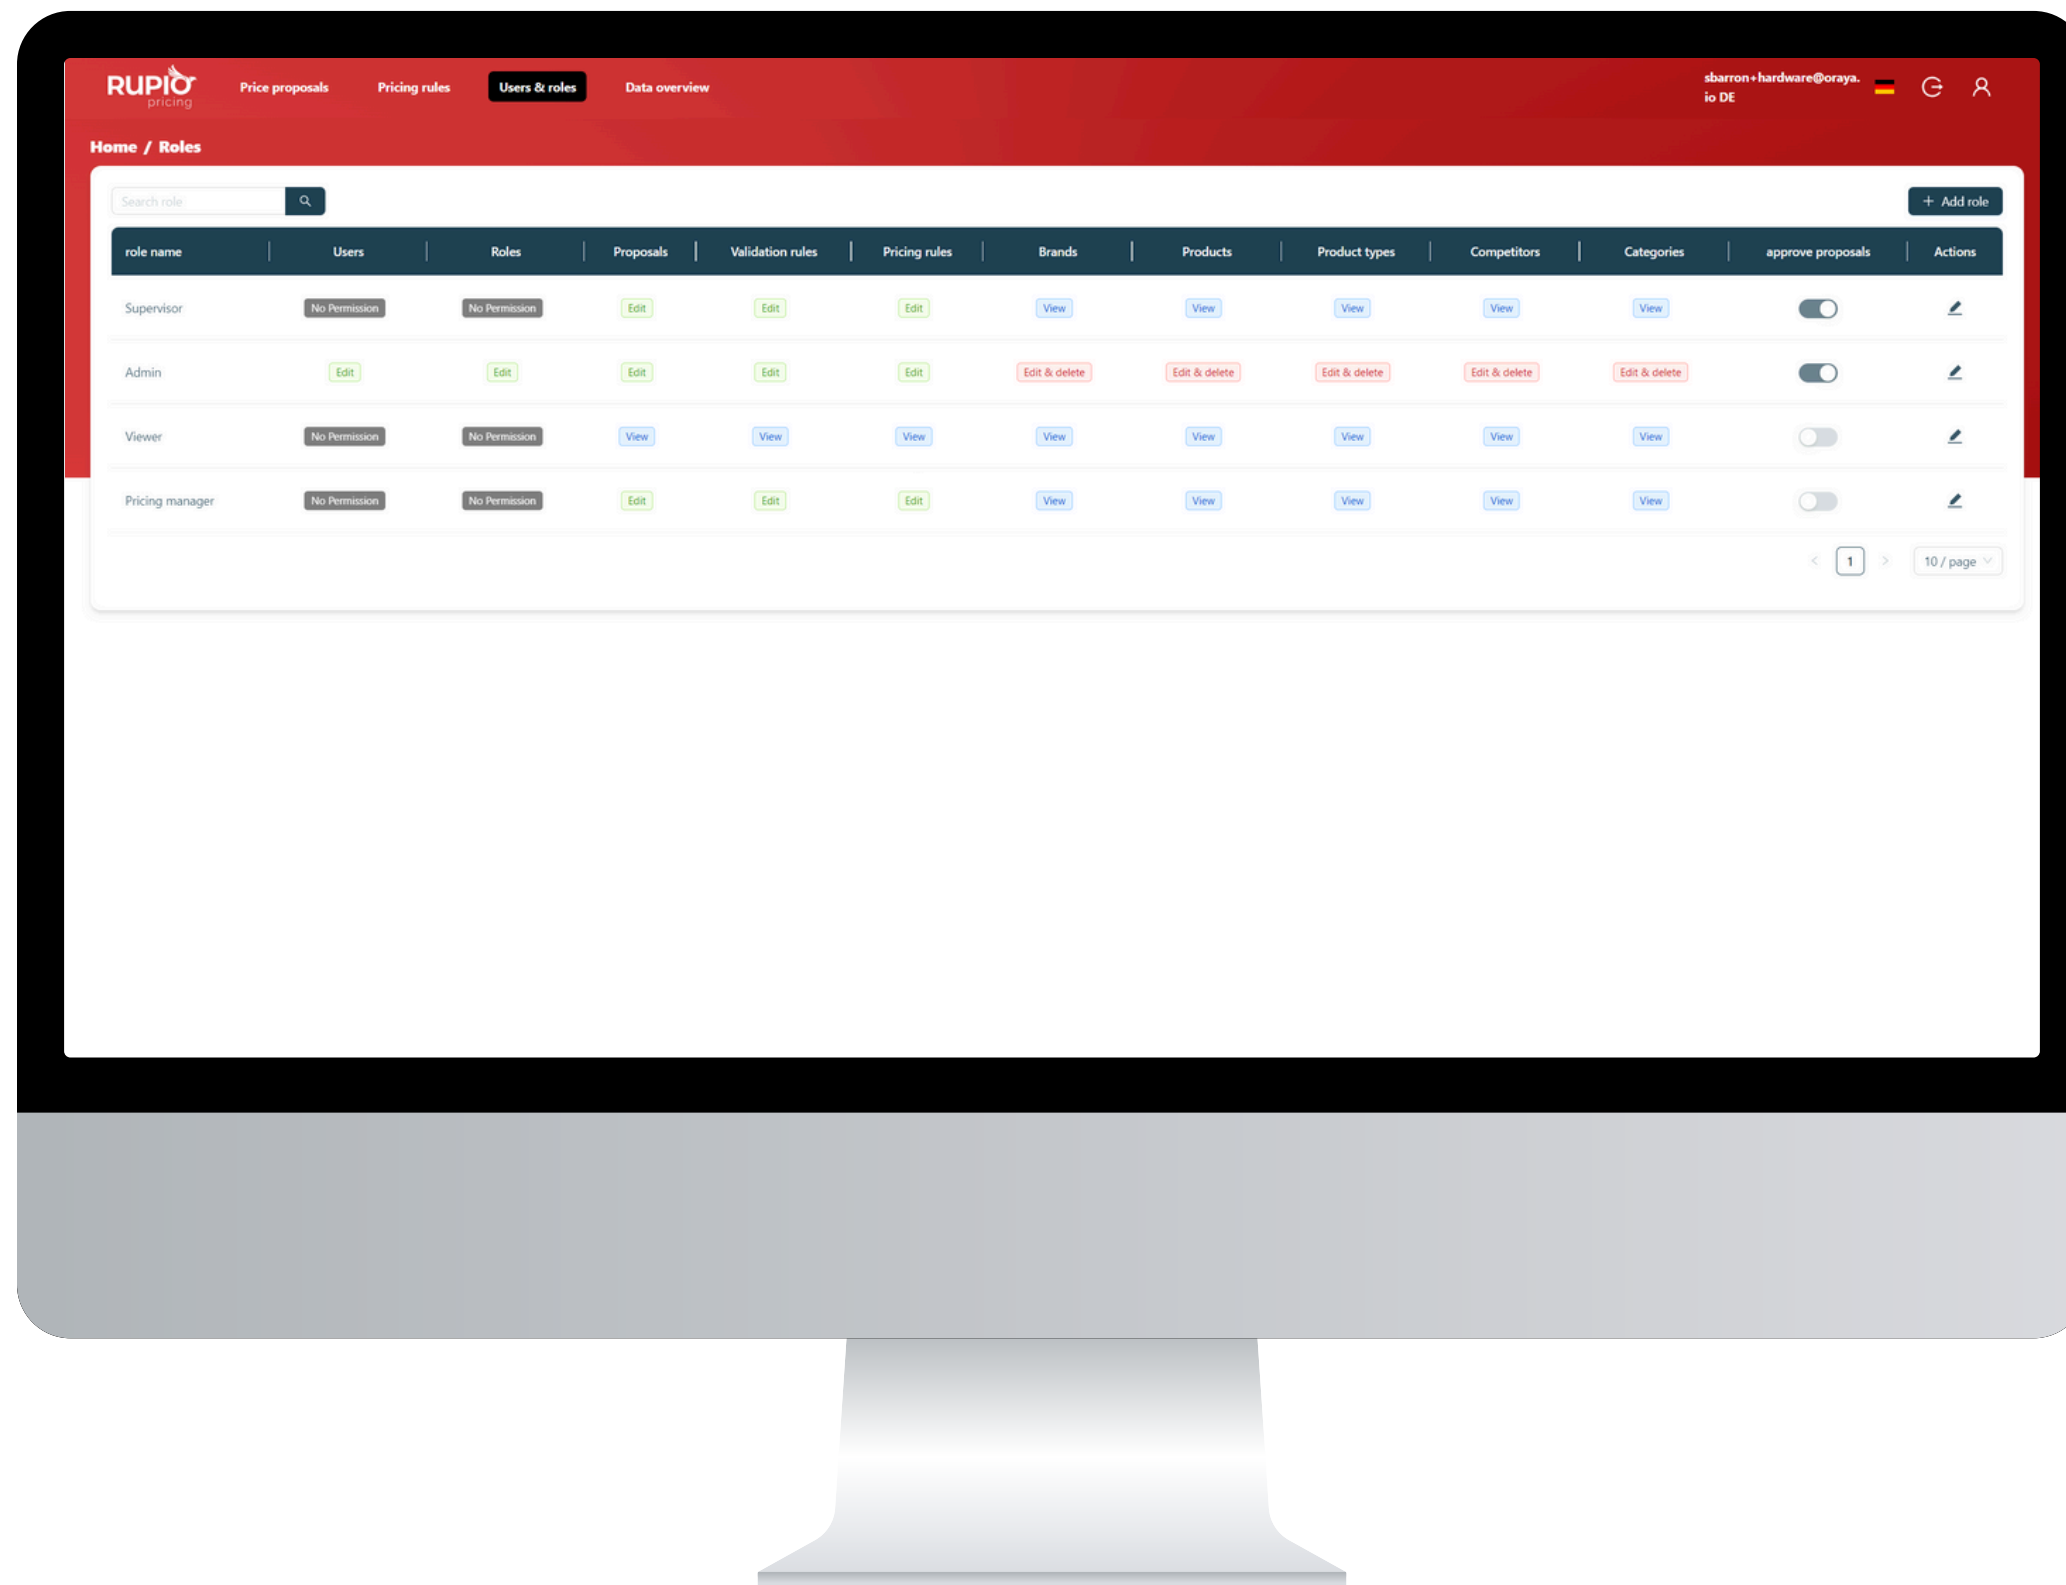 RUPIO
pricing
Price proposals Pricing rules Users & roles Data overview
sbarron+hardware@oraya.
io DE
Home / Roles
Search role
+ Add role
role name Users Roles Proposals Validation rules Pricing rules Brands Products Product types Competitors Categories approve proposals Actions
Supervisor No Permission No Permission Edit Edit Edit View View View View View
Admin Edit Edit Edit Edit Edit Edit & delete Edit & delete Edit & delete Edit & delete Edit & delete
Viewer No Permission No Permission View View View View View View View View
Pricing manager No Permission No Permission Edit Edit Edit View View View View View
< 1 > 10 / page